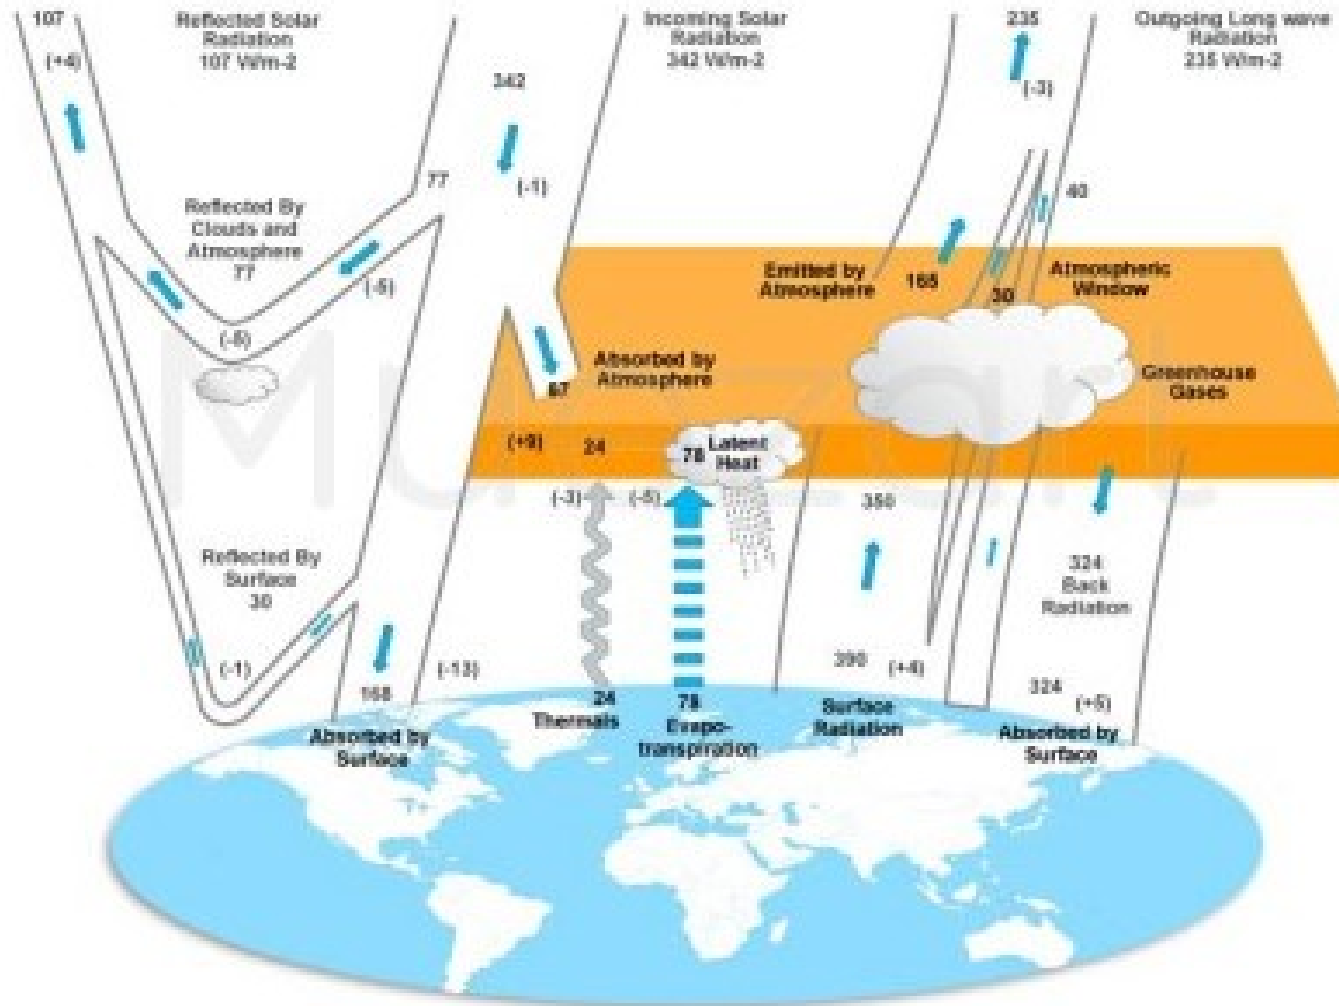 107
(+4)
Reflected Solar
Radiation
107 W/m-2
Incoming Solar
Radiation
342 W/m-2
342
(-1)
235
(-3)
Outgoing Long wave
Radiation
235 W/m-2
77
Reflected By
Clouds and
Atmosphere
77
(-5)
(-5)
40
Emitted by
Atmosphere
165
30
Atmospheric
Window
Absorbed by
Atmosphere
67
Greenhouse
Gases
(+9)
24
78
Latent
Heat
(-3)
(-5)
350
324
Back
Radiation
Reflected By
Surface
30
(-1)
(-13)
168
Absorbed by
Surface
24
Thermals
78
Evapo-
transpiration
390
(+4)
Surface
Radiation
324
(+5)
Absorbed by
Surface